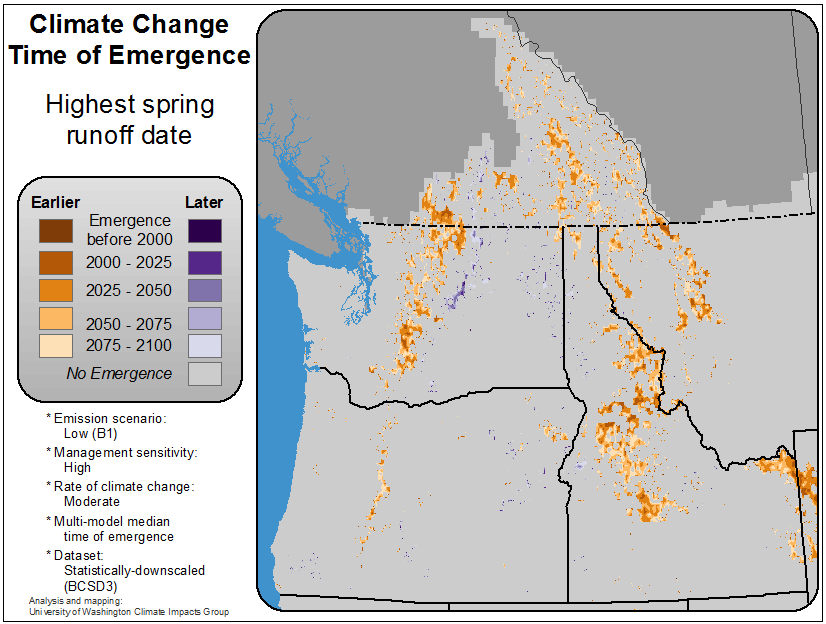 Climate Change
Time of Emergence
Highest spring
runoff date
Earlier
Later
Emergence
before 2000
2000 - 2025
2025 - 2050
2050 - 2075
2075 - 2100
No Emergence
* Emission scenario:
Low (B1)
* Management sensitivity:
High
* Rate of climate change:
Moderate
* Multi-model median
time of emergence
* Dataset:
Statistically-downscaled
(BCSD3)
Analysis and mapping:
University of Washington Climate Impacts Group